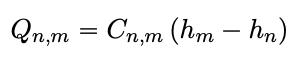 Q_{n,m} = C_{n,m} (h_m − h_n)